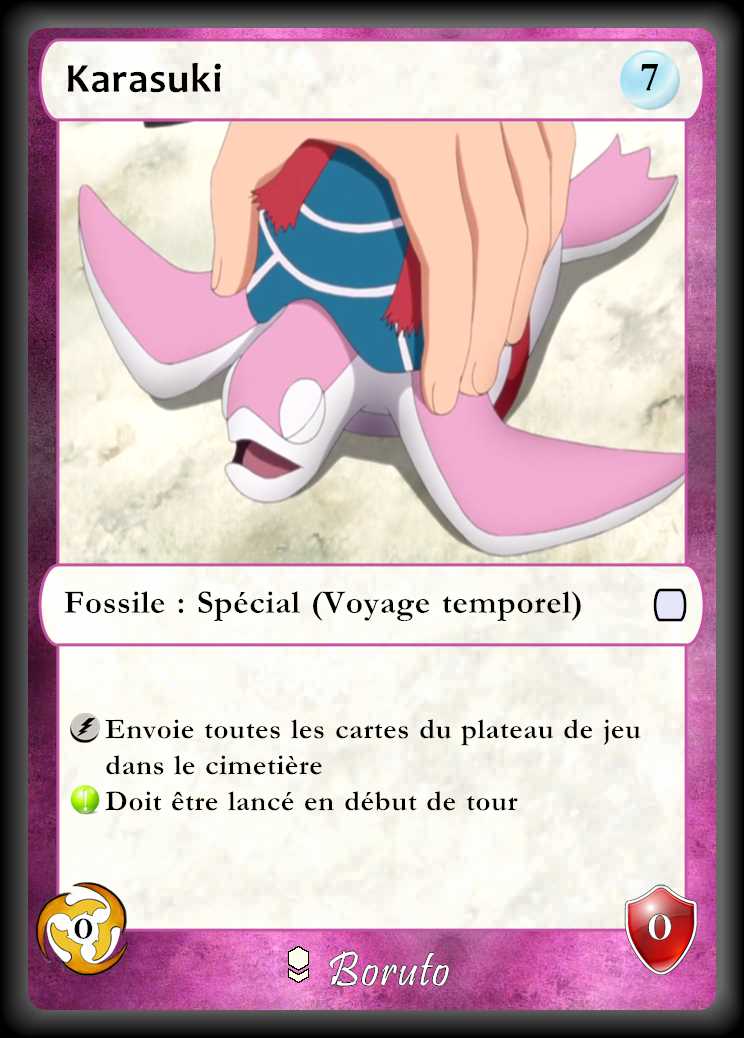 Karasuki
7
Fossile : Spécial (Voyage temporel)
Envoie toutes les cartes du plateau de jeu
dans le cimetière
Doit être lancé en début de tour
0
0
Boruto